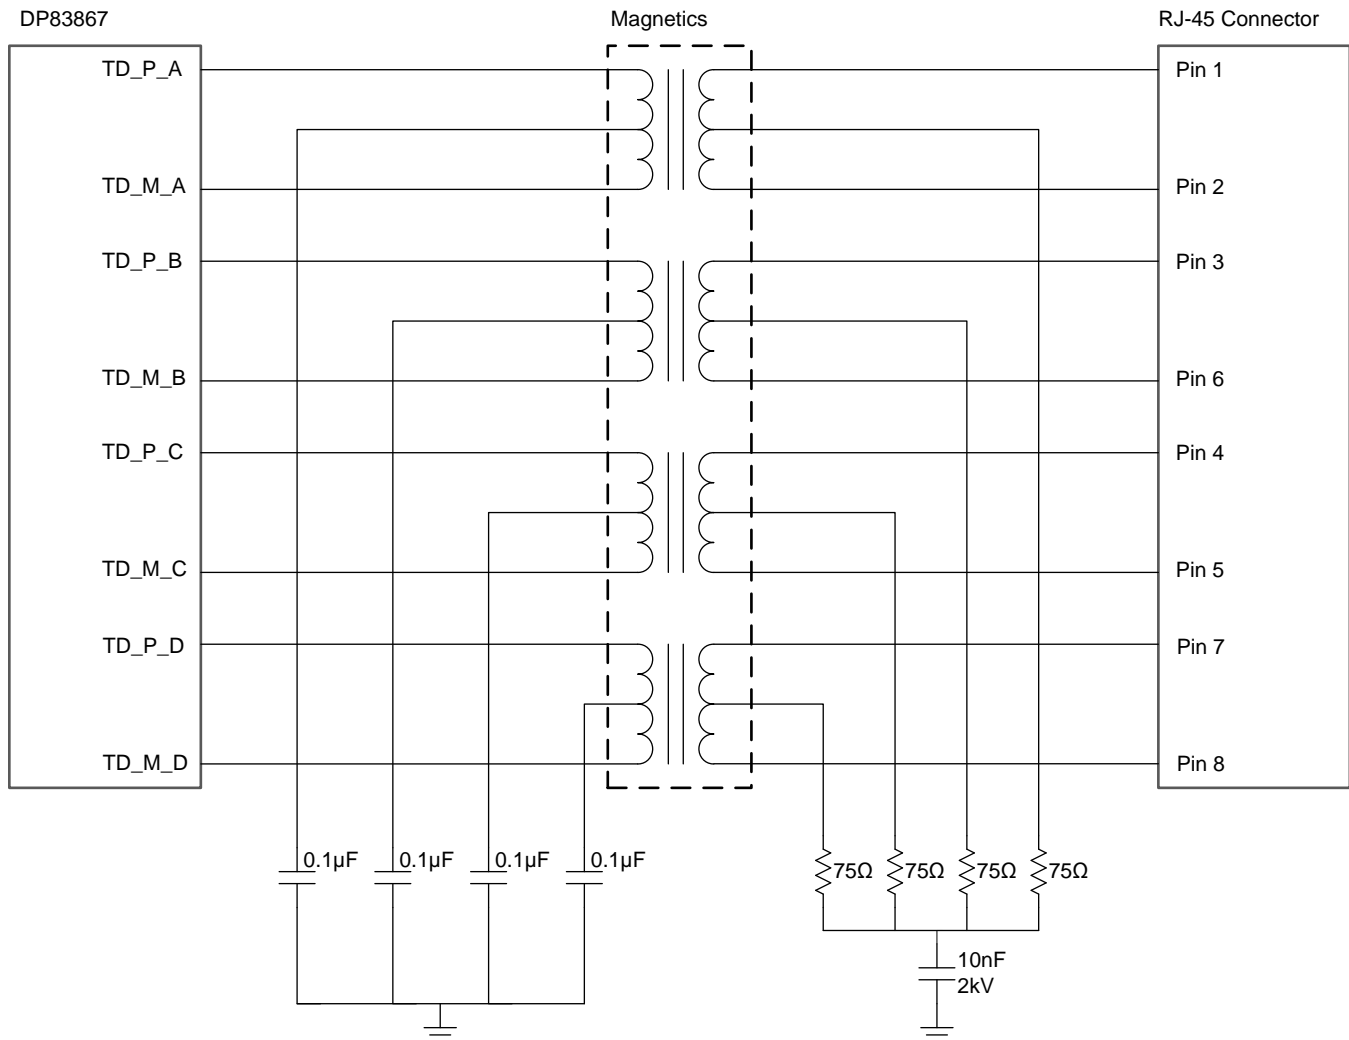 DP83867
Magnetics
RJ-45 Connector
TD_P_A
Pin 1
TD_M_A
Pin 2
TD_P_B
Pin 3
TD_M_B
Pin 6
TD_P_C
Pin 4
TD_M_C
Pin 5
TD_P_D
Pin 7
TD_M_D
Pin 8
0.1µF
0.1µF
0.1µF
0.1µF
75Ω
75Ω
75Ω
75Ω
10nF
2kV